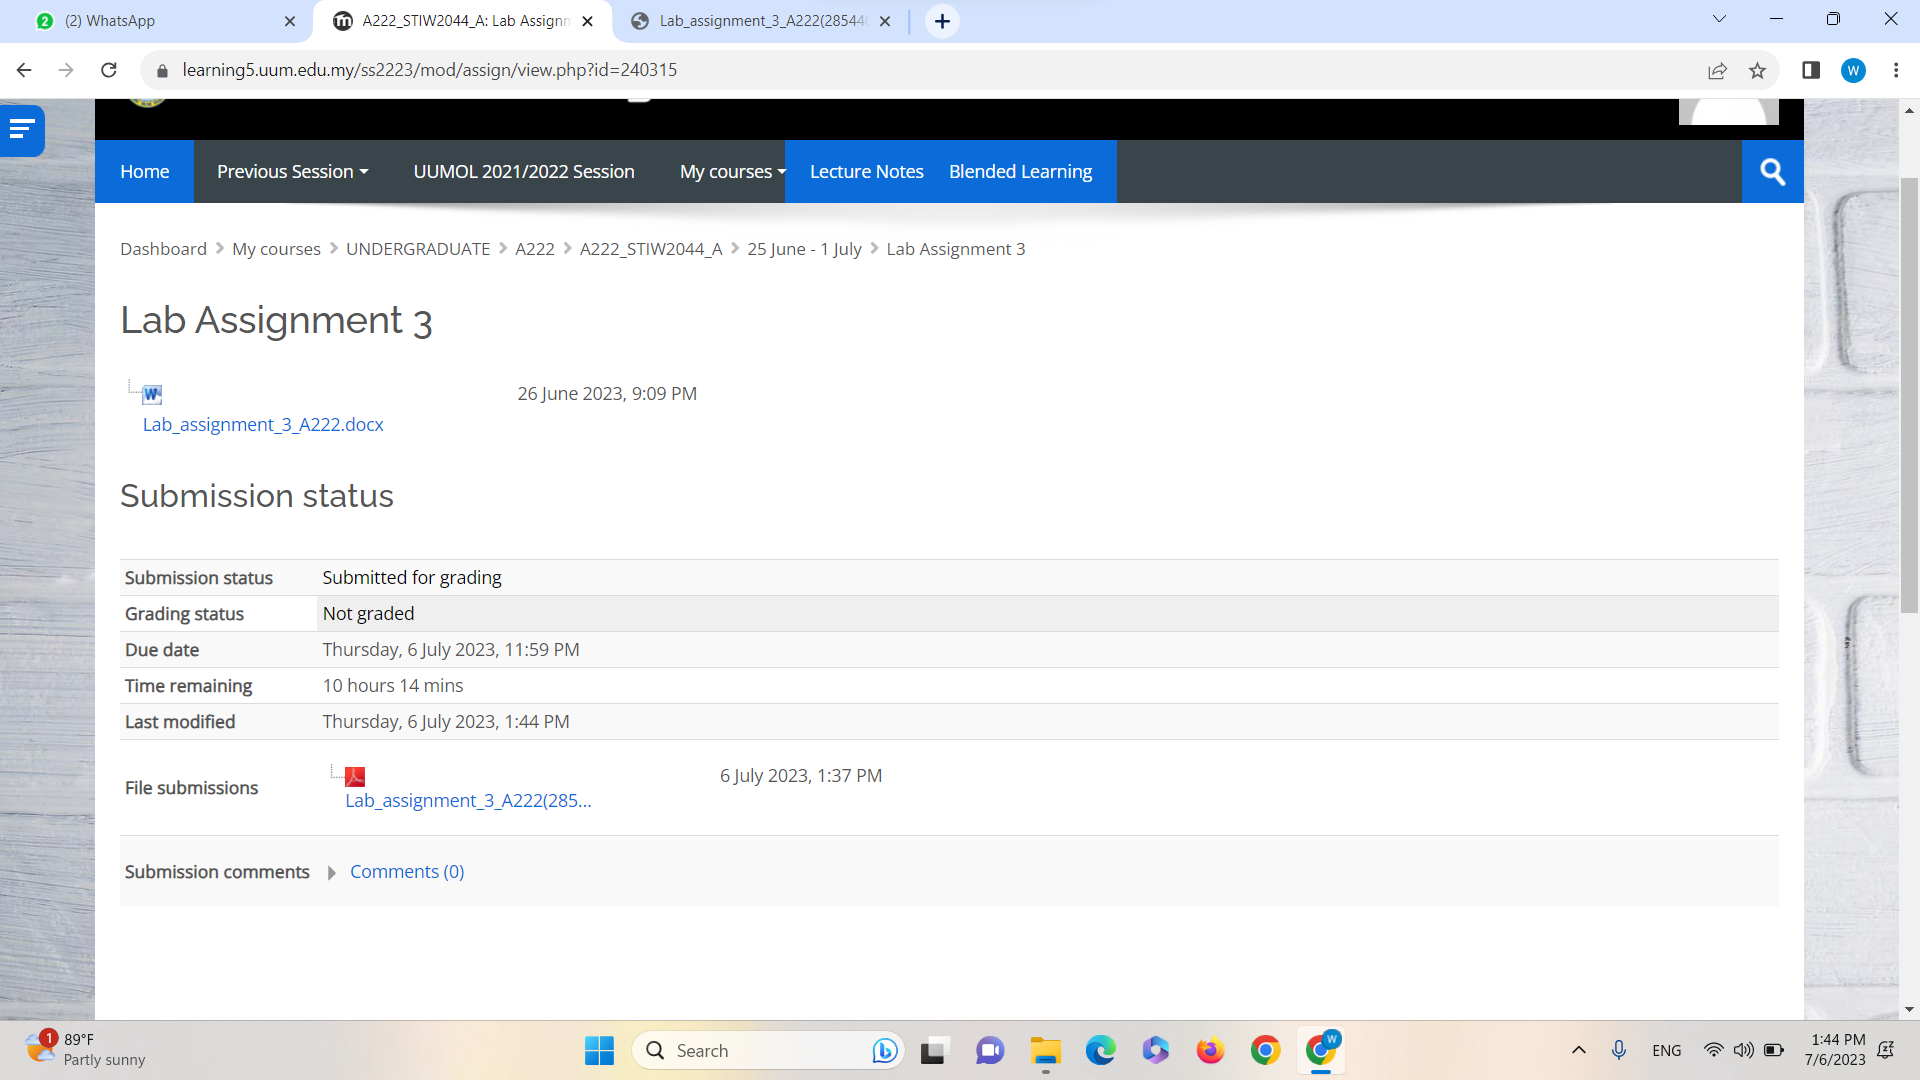 (2) WhatsApp
A222_STIW2044_A: Lab Assignm
Lab_assignment_3_A222(28544
learning5.uum.edu.my/ss2223/mod/assign/view.php?id=240315
W
Home
Previous Session
UUMOL 2021/2022 Session
My courses
Lecture Notes
Blended Learning
Dashboard > My courses > UNDERGRADUATE > A222 > A222_STIW2044_A > 25 June - 1 July > Lab Assignment 3
Lab Assignment 3
26 June 2023, 9:09 PM
Lab_assignment_3_A222.docx
Submission status
Submission status Submitted for grading
Grading status Not graded
Due date Thursday, 6 July 2023, 11:59 PM
Time remaining 10 hours 14 mins
Last modified Thursday, 6 July 2023, 1:44 PM
File submissions
6 July 2023, 1:37 PM
Lab_assignment_3_A222(285...
Submission comments Comments (0)
1
89°F
Partly sunny
Search
W
ENG
1:44 PM
7/6/2023